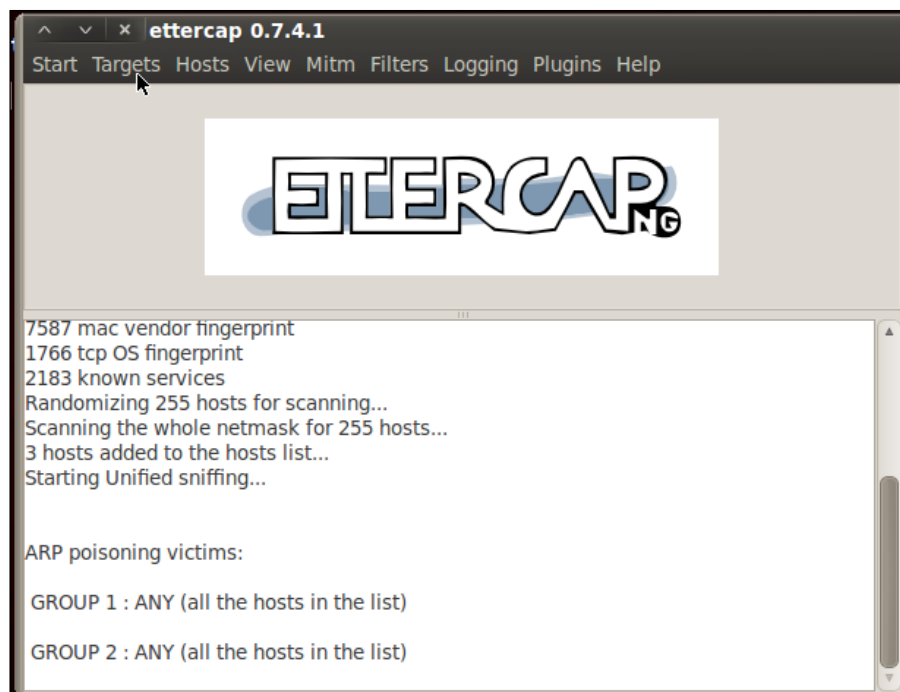 ettercap 0.7.4.1
Start Targets Hosts View Mitm Filters Logging Plugins Help
ETTERCAP NG
7587 mac vendor fingerprint
1766 tcp OS fingerprint
2183 known services
Randomizing 255 hosts for scanning...
Scanning the whole netmask for 255 hosts...
3 hosts added to the hosts list...
Starting Unified sniffing...
ARP poisoning victims:
GROUP 1 : ANY (all the hosts in the list)
GROUP 2 : ANY (all the hosts in the list)